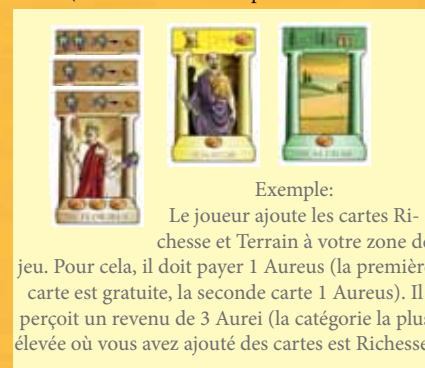 Exemple:
Le joueur ajoute les cartes Ri-
chesse et Terrain à votre zone de
jeu. Pour cela, il doit payer 1 Aureus (la première
carte est gratuite, la seconde carte 1 Aureus). Il
perçoit un revenu de 3 Aurei (la catégorie la plus
élevée où vous avez ajouté des cartes est Richesse